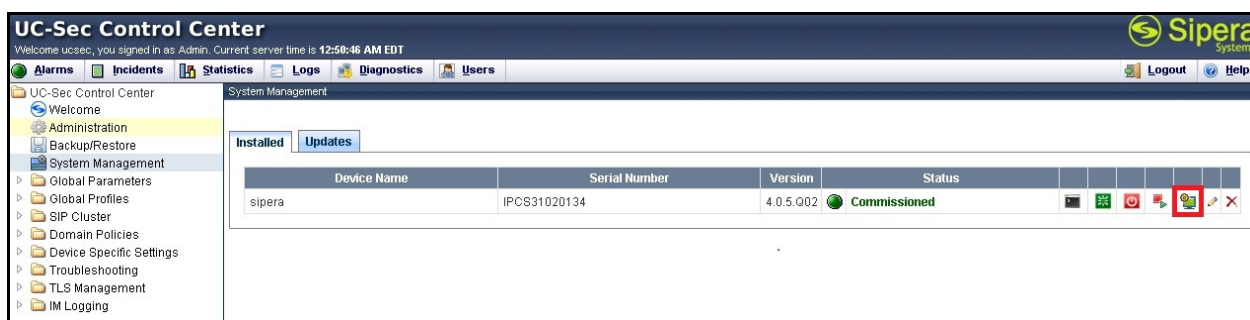 UC-Sec Control Center
Sipera
System
Welcome ucsec, you signed in as Admin. Current server time is 12:50:46 AM EDT
Alarms Incidents Statistics Logs Diagnostics Users Logout Help
UC-Sec Control Center
Welcome
Administration
Backup/Restore
System Management
Global Parameters
Global Profiles
SIP Cluster
Domain Policies
Device Specific Settings
Troubleshooting
TLS Management
IM Logging
System Management
Installed Updates
Device Name Serial Number Version Status
sipera IPCS31020134 4.0.5.Q02 Commissioned